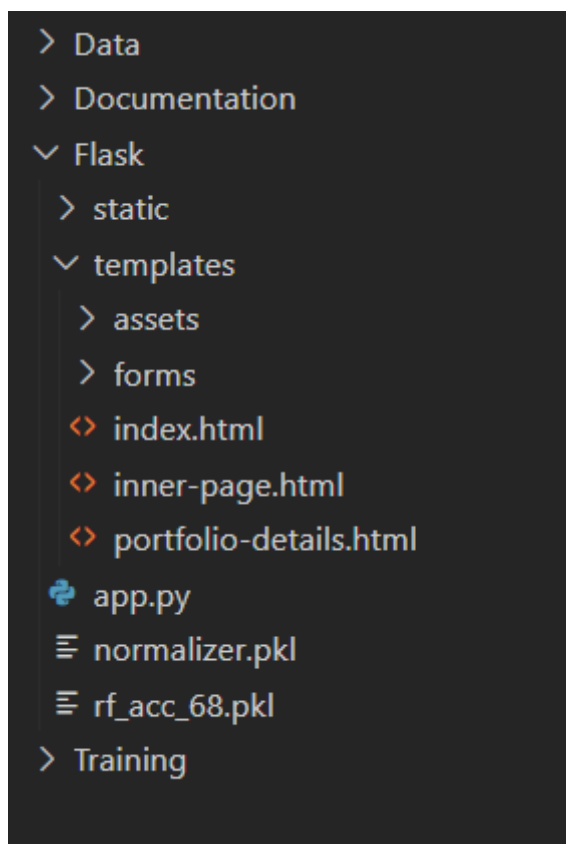 Data
Documentation
Flask
static
templates
assets
forms
index.html
inner-page.html
portfolio-details.html
app.py
normalizer.pkl
rf_acc_68.pkl
Training